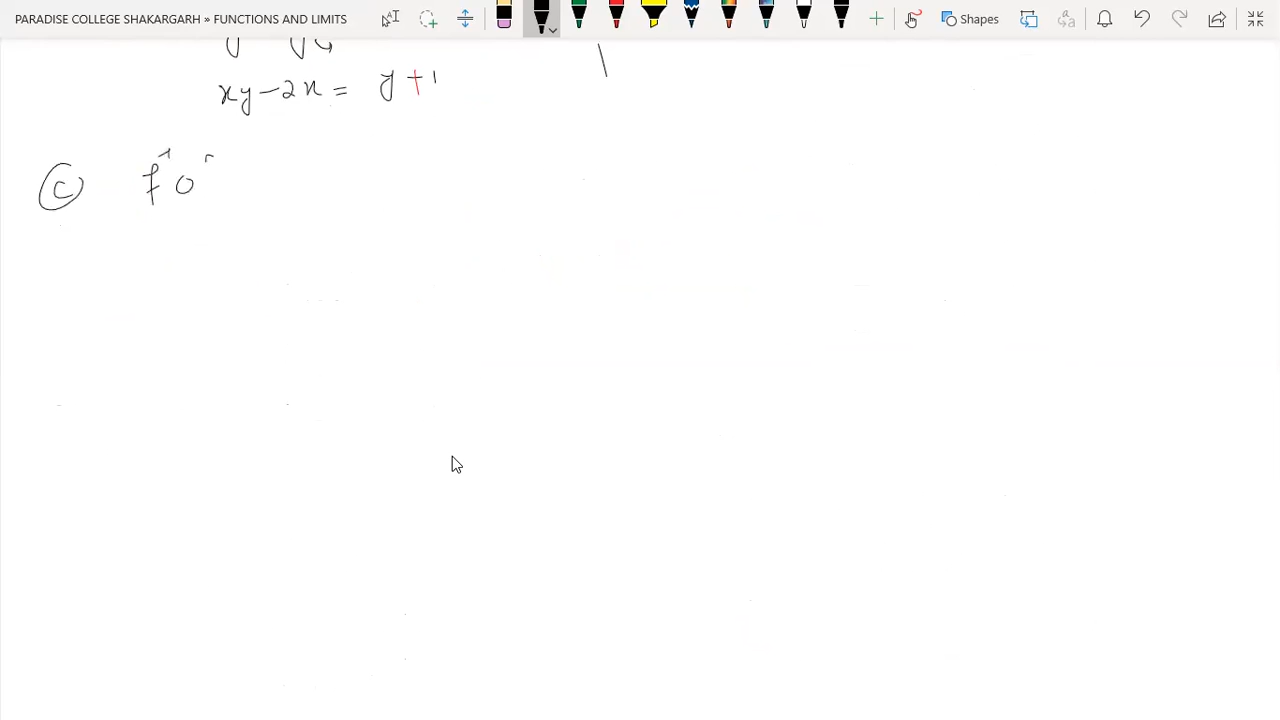 PARADISE COLLEGE SHAKARGARH » FUNCTIONS AND LIMITS
Shapes
xy - 2x = y + 1
(c) f⁻¹ o